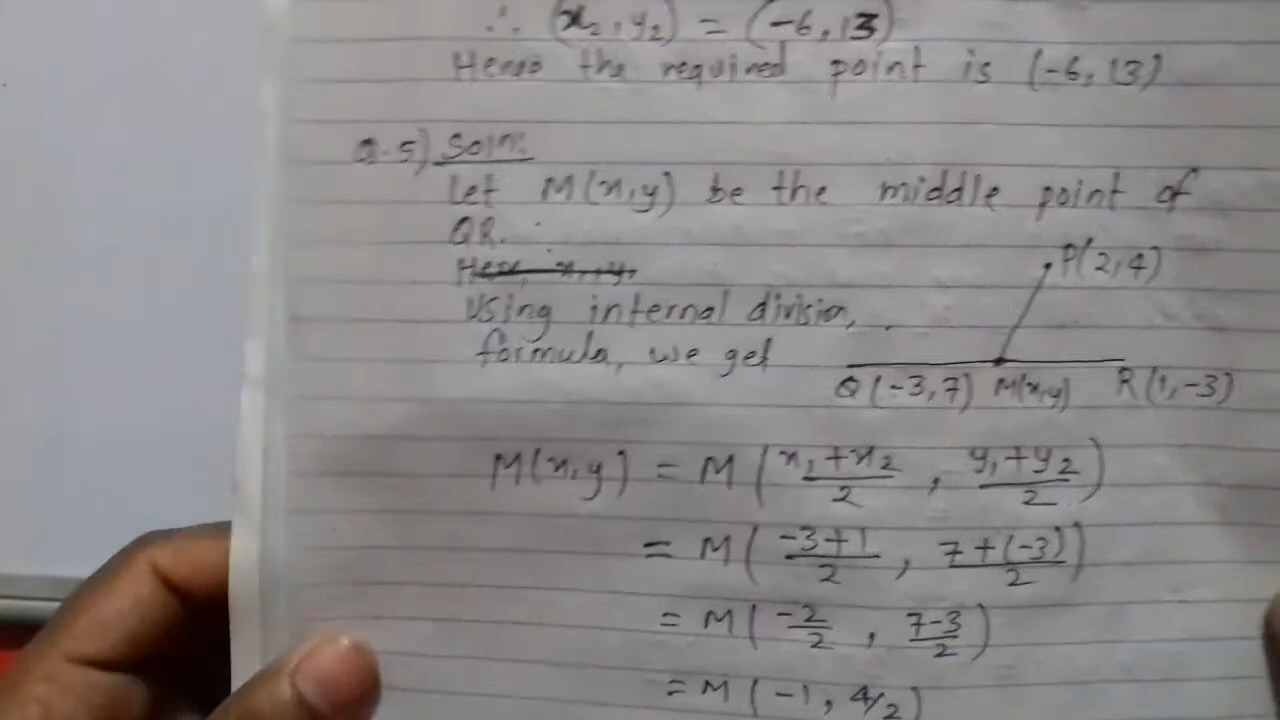 ∴ (x₂, y₂) = (-6, 13)
Hence the required point is (-6, 13)
Q.5) Soln:
Let M(x,y) be the middle point of
QR.
P(2,4)
Using internal division,
formula, we get
Q(-3,7) M(x,y) R(1,-3)
M(x,y) = M(x₁+x₂/2, y₁+y₂/2)
= M(-3+1/2, 7+(-3)/2)
= M(-2/2, 7-3/2)
= M(-1, 4/2)